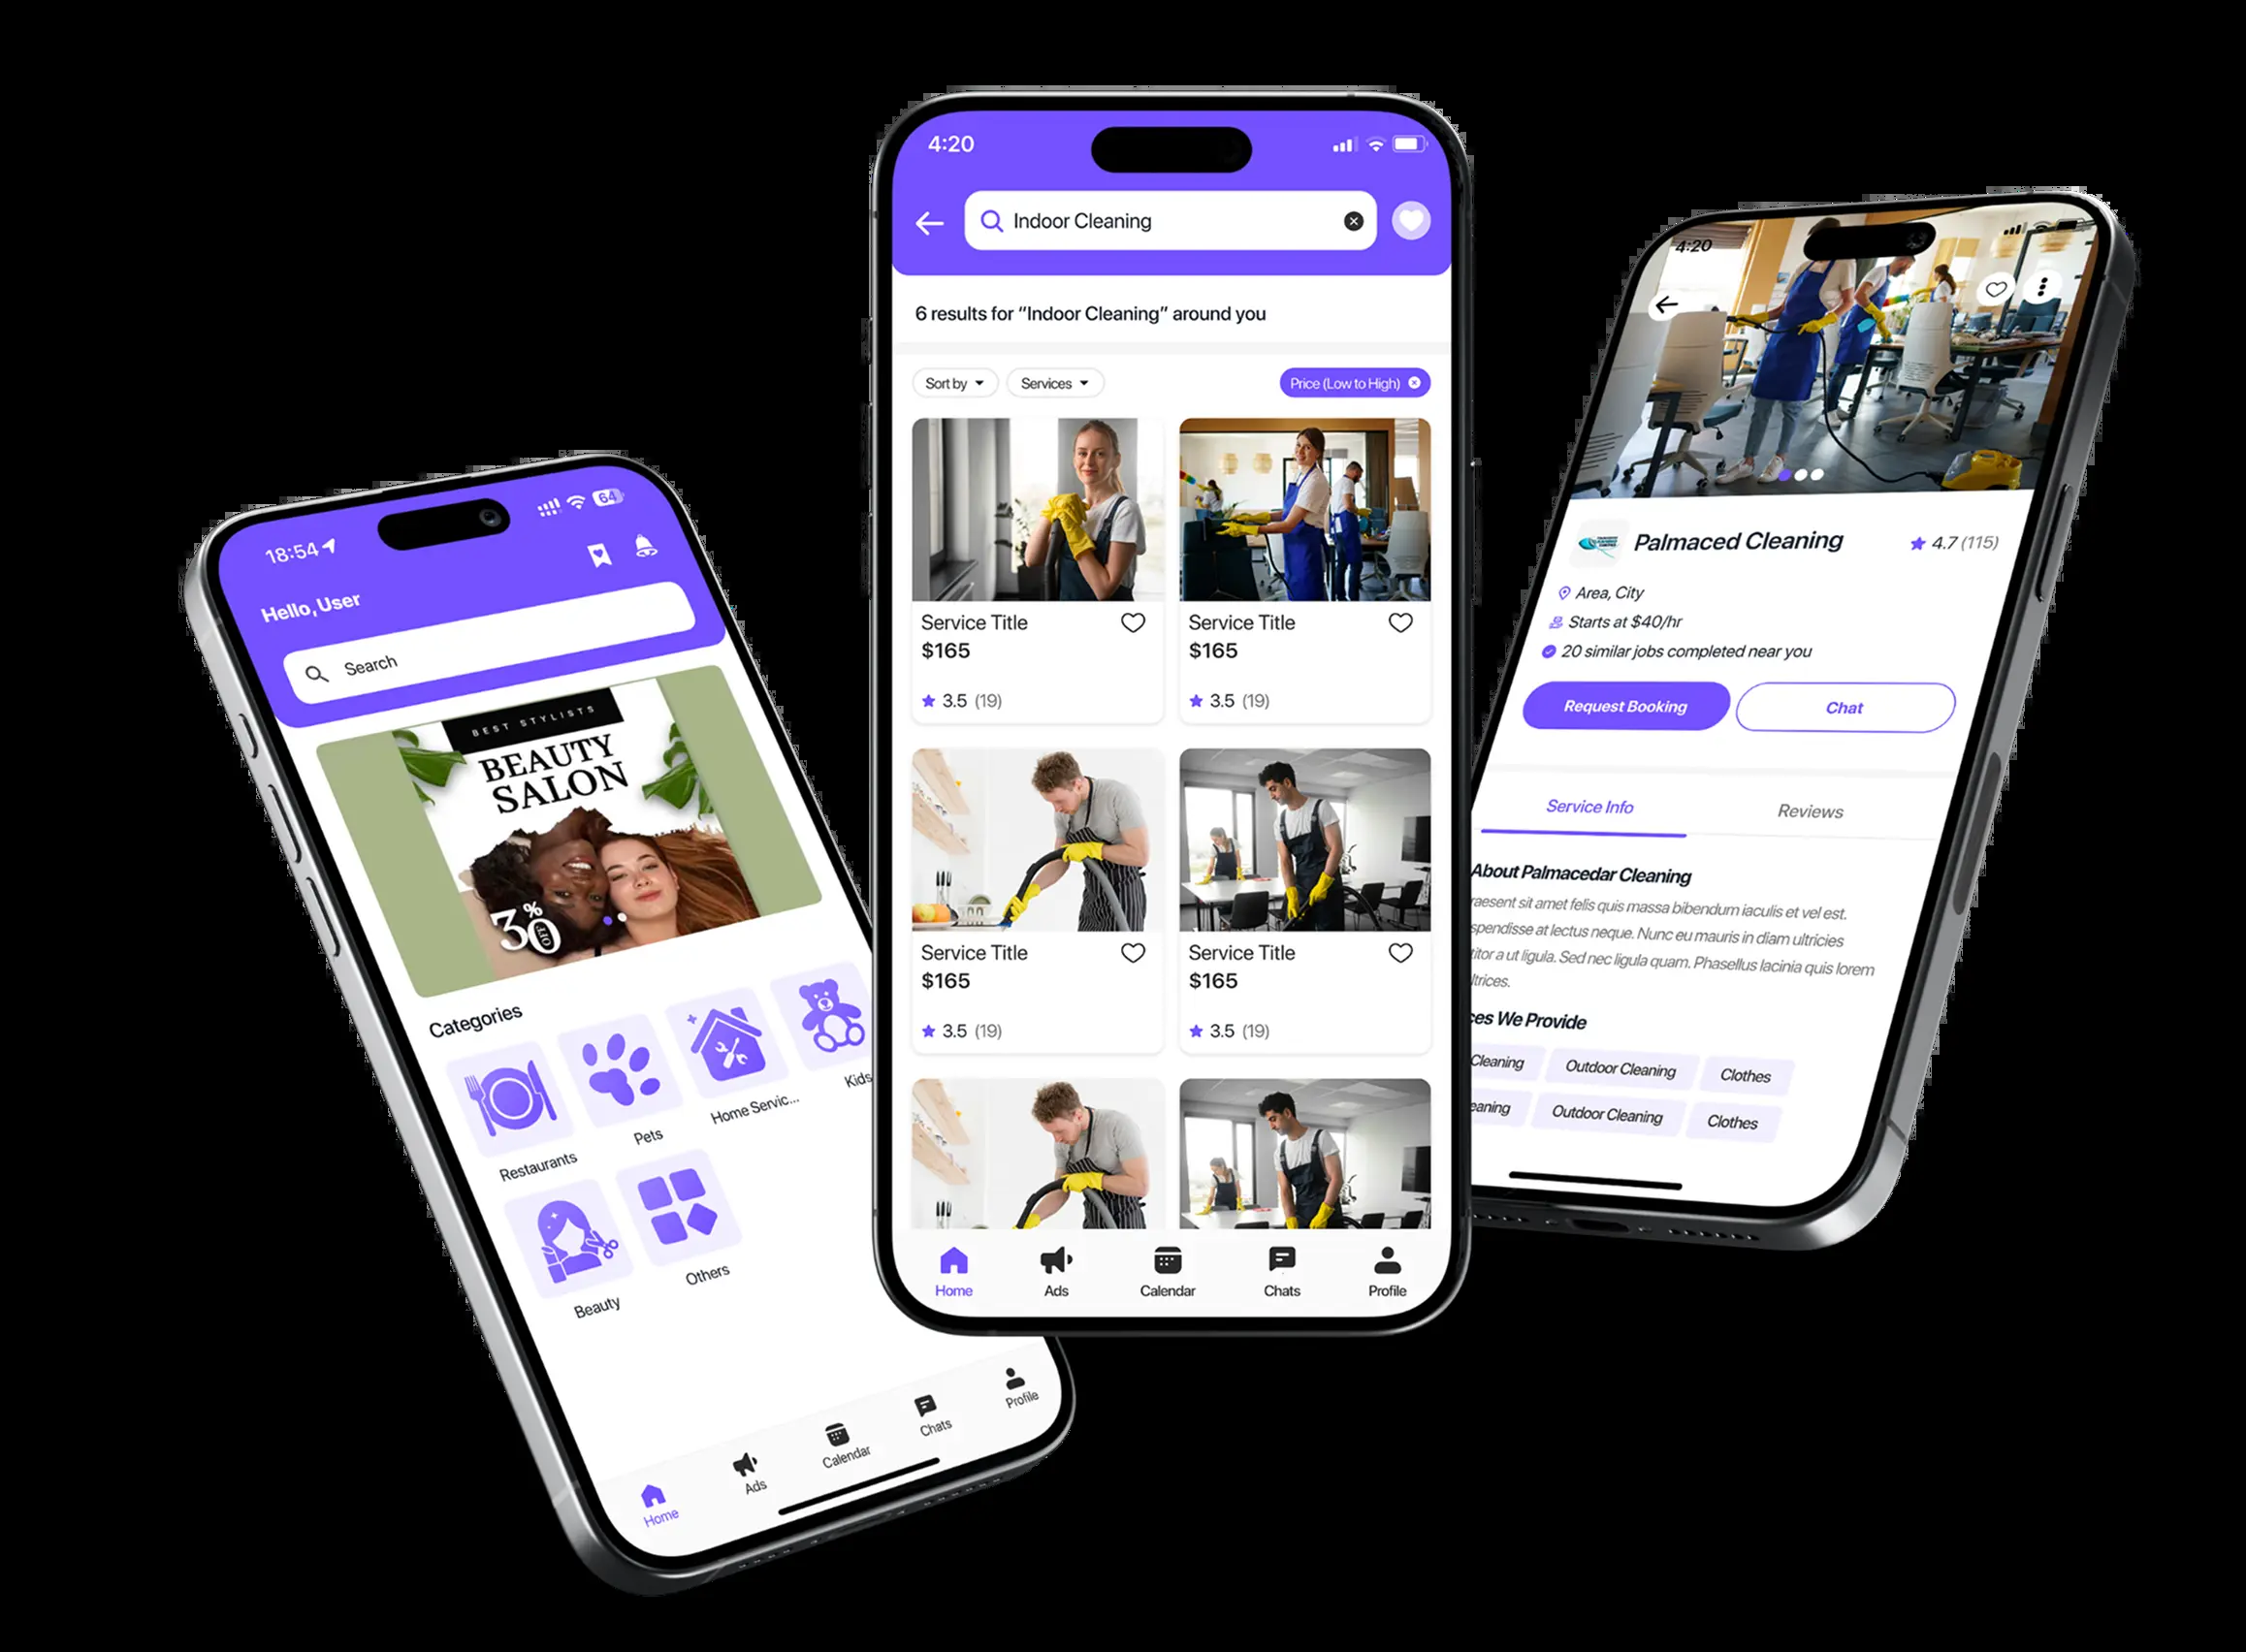 18:54
64
Hello, User
Search
BEST STYLISTS
BEAUTY
SALON
30% OFF
Categories
Restaurants
Pets
Home Servic...
Kids
Beauty
Others
Home
Ads
Calendar
Chats
Profile
4:20
Indoor Cleaning
6 results for “Indoor Cleaning” around you
Sort by
Services
Price (Low to High)
Service Title
$165
3.5 (19)
Service Title
$165
3.5 (19)
Service Title
$165
3.5 (19)
Service Title
$165
3.5 (19)
Home
Ads
Calendar
Chats
Profile
4:20
Palmaced Cleaning
4.7 (115)
Area, City
Starts at $40/hr
20 similar jobs completed near you
Request Booking
Chat
Service Info
Reviews
About Palmacedar Cleaning
raesent sit amet felis quis massa bibendum iaculis et vel est.
spendisse at lectus neque. Nunc eu mauris in diam ultricies
titor a ut ligula. Sed nec ligula quam. Phasellus lacinia quis lorem
ltrices.
ces We Provide
Cleaning
Outdoor Cleaning
Clothes
eaning
Outdoor Cleaning
Clothes